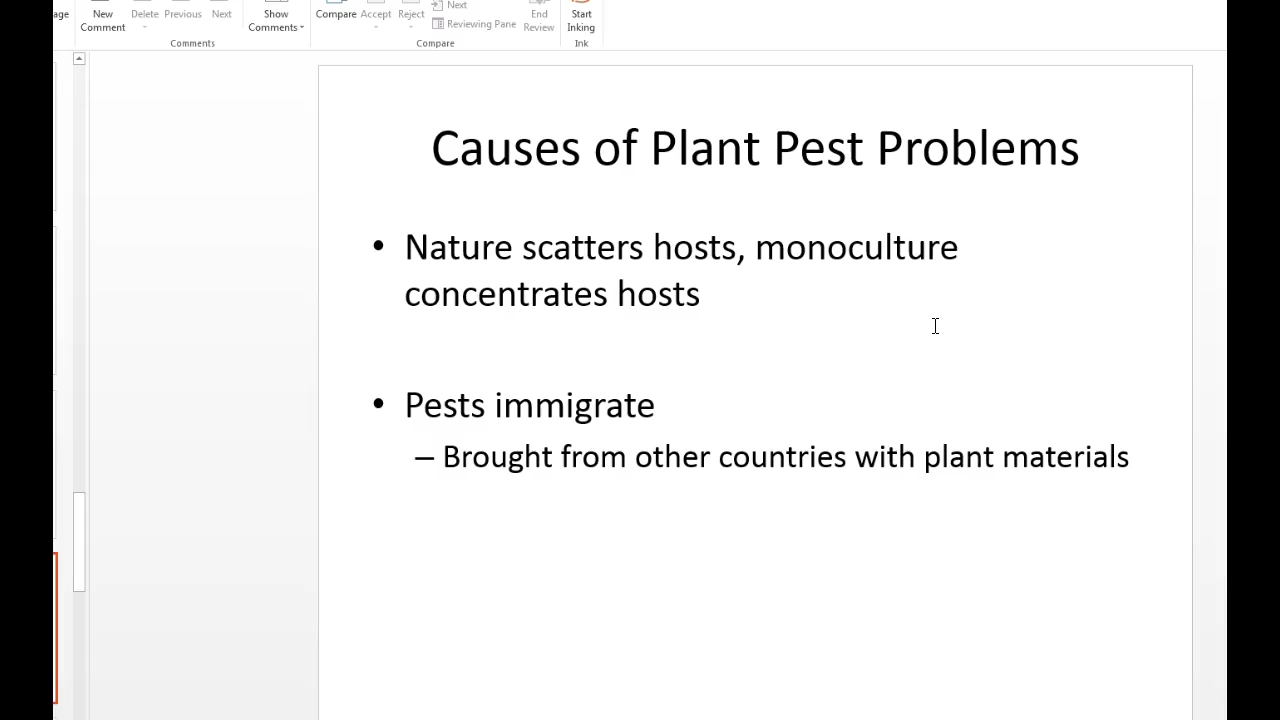 age
New
Comment
Delete
Previous
Next
Show
Comments
Comments
Compare
Accept
Reject
Next
Reviewing Pane
Compare
End
Review
Start
Inking
Ink
Causes of Plant Pest Problems
• Nature scatters hosts, monoculture
concentrates hosts
• Pests immigrate
– Brought from other countries with plant materials